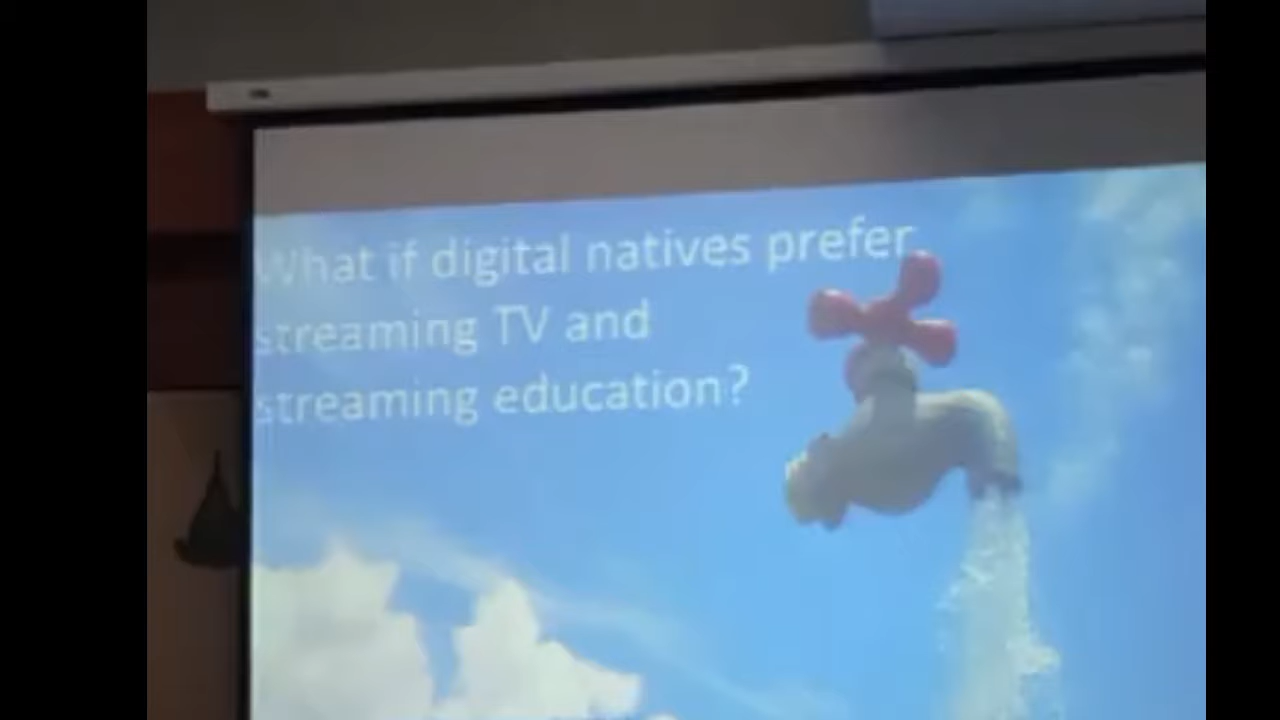 What if digital natives prefer
streaming TV and
streaming education?